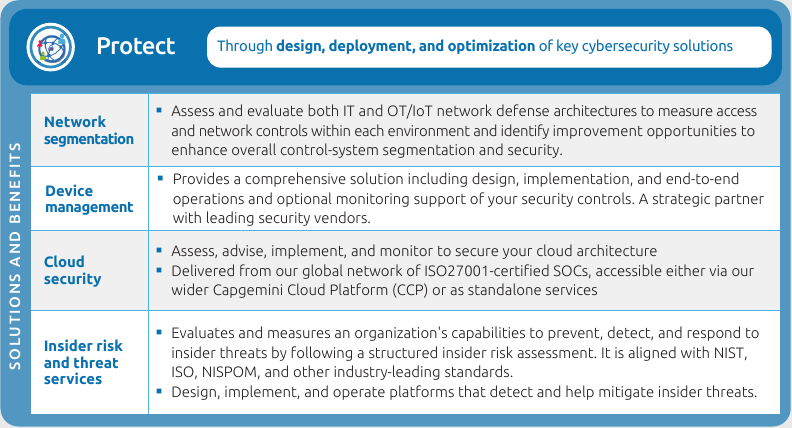 Protect
Through design, deployment, and optimization of key cybersecurity solutions
SOLUTIONS AND BENEFITS
Network
segmentation
▪ Assess and evaluate both IT and OT/IoT network defense architectures to measure access
and network controls within each environment and identify improvement opportunities to
enhance overall control-system segmentation and security.
Device
management
▪ Provides a comprehensive solution including design, implementation, and end-to-end
operations and optional monitoring support of your security controls. A strategic partner
with leading security vendors.
Cloud
security
▪ Assess, advise, implement, and monitor to secure your cloud architecture
▪ Delivered from our global network of ISO27001-certified SOCs, accessible either via our
wider Capgemini Cloud Platform (CCP) or as standalone services
Insider risk
and threat
services
▪ Evaluates and measures an organization's capabilities to prevent, detect, and respond to
insider threats by following a structured insider risk assessment. It is aligned with NIST,
ISO, NISPOM, and other industry-leading standards.
▪ Design, implement, and operate platforms that detect and help mitigate insider threats.